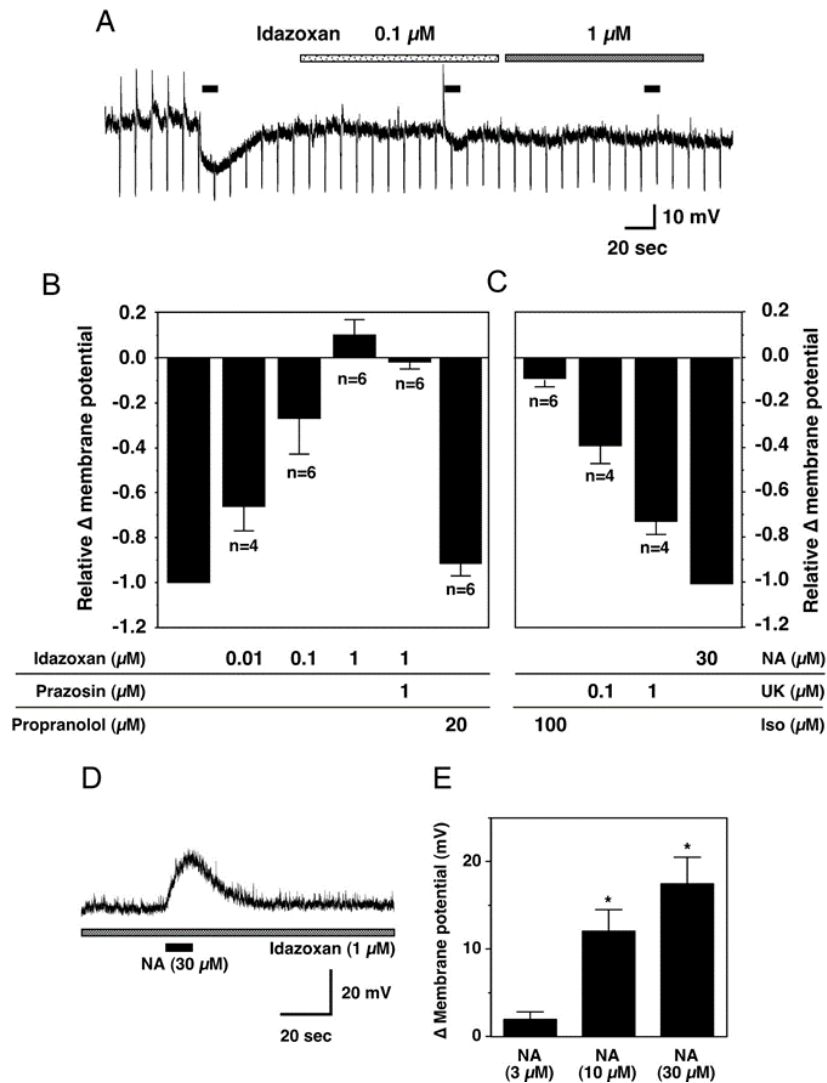 A
Idazoxan 0.1 µM 1 µM
10 mV
20 sec
B
Relative Δ membrane potential
0.2
0.0
-0.2
-0.4
-0.6
-0.8
-1.0
-1.2
n=4
n=6
n=6
n=6
n=6
C
n=6
n=4
n=4
0.2
0.0
-0.2
-0.4
-0.6
-0.8
-1.0
-1.2
Relative Δ membrane potential
Idazoxan (µM) 0.01 0.1 1 1 30 NA (µM)
Prazosin (µM) 1 0.1 1 UK (µM)
Propranolol (µM) 20 100 Iso (µM)
D
Idazoxan (1 µM)
NA (30 µM)
20 mV
20 sec
E
Δ Membrane potential (mV)
20
10
0
* *
NA NA NA
(3 µM) (10 µM) (30 µM)